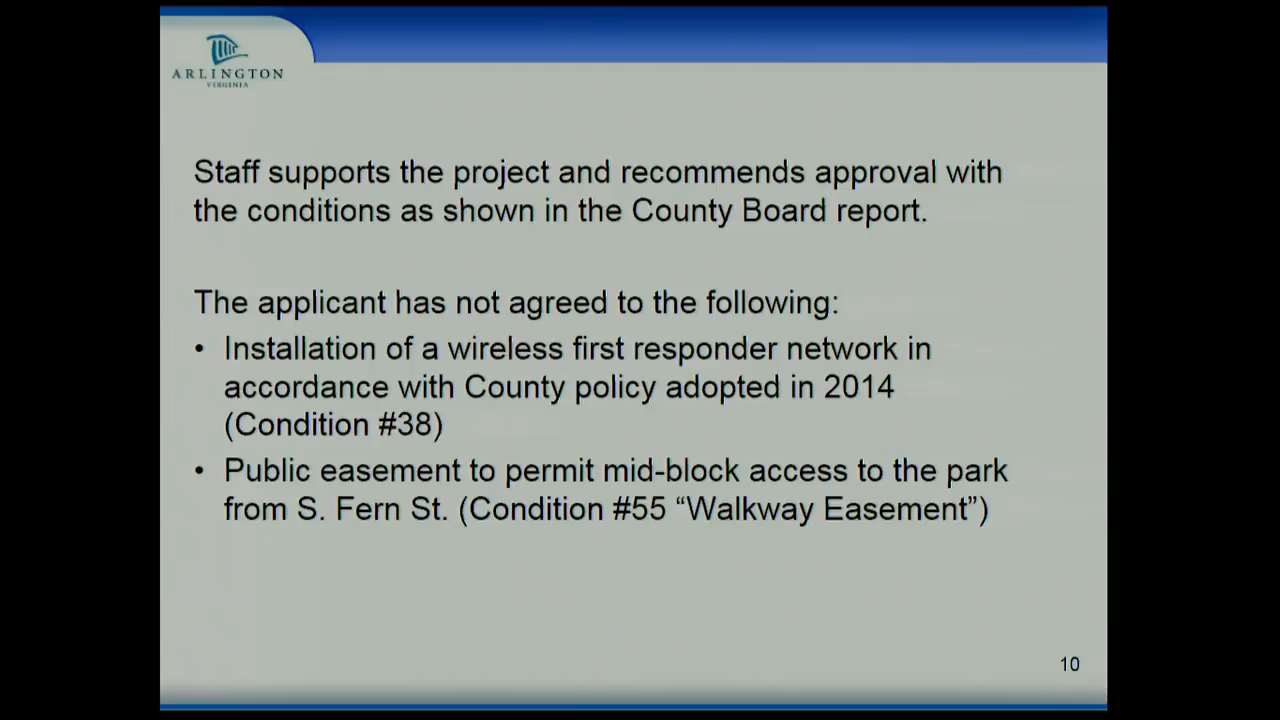 ARLINGTON
VIRGINIA
Staff supports the project and recommends approval with
the conditions as shown in the County Board report.
The applicant has not agreed to the following:
• Installation of a wireless first responder network in
accordance with County policy adopted in 2014
(Condition #38)
• Public easement to permit mid-block access to the park
from S. Fern St. (Condition #55 “Walkway Easement”)
10